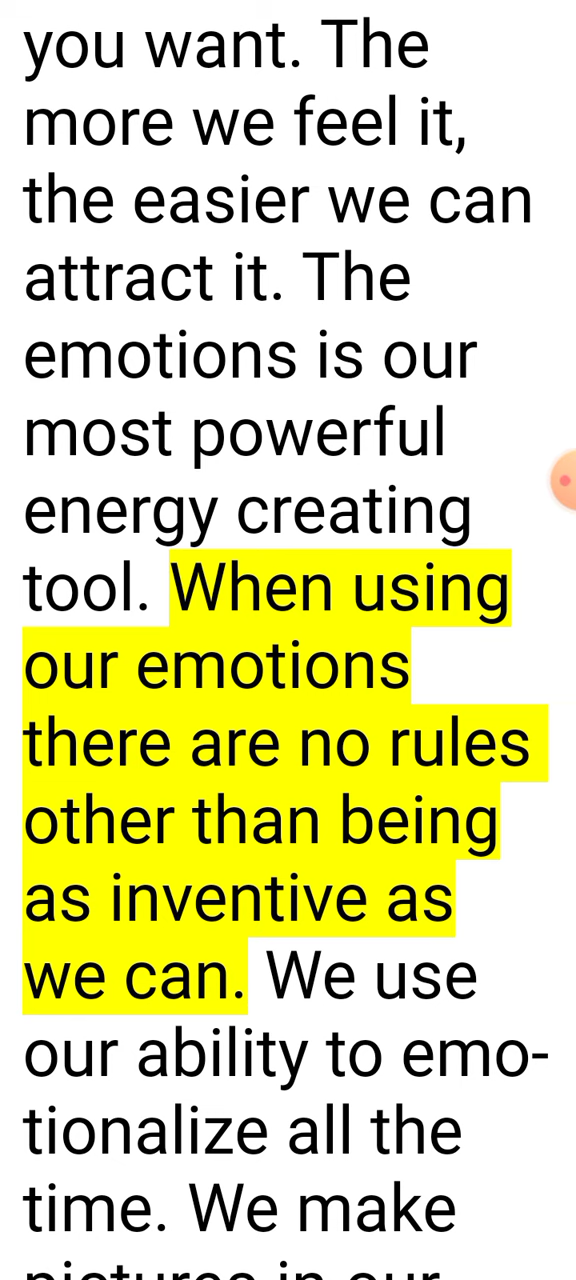 you want. The
more we feel it,
the easier we can
attract it. The
emotions is our
most powerful
energy creating
tool. When using
our emotions
there are no rules
other than being
as inventive as
we can. We use
our ability to emo-
tionalize all the
time. We make
pictures in our